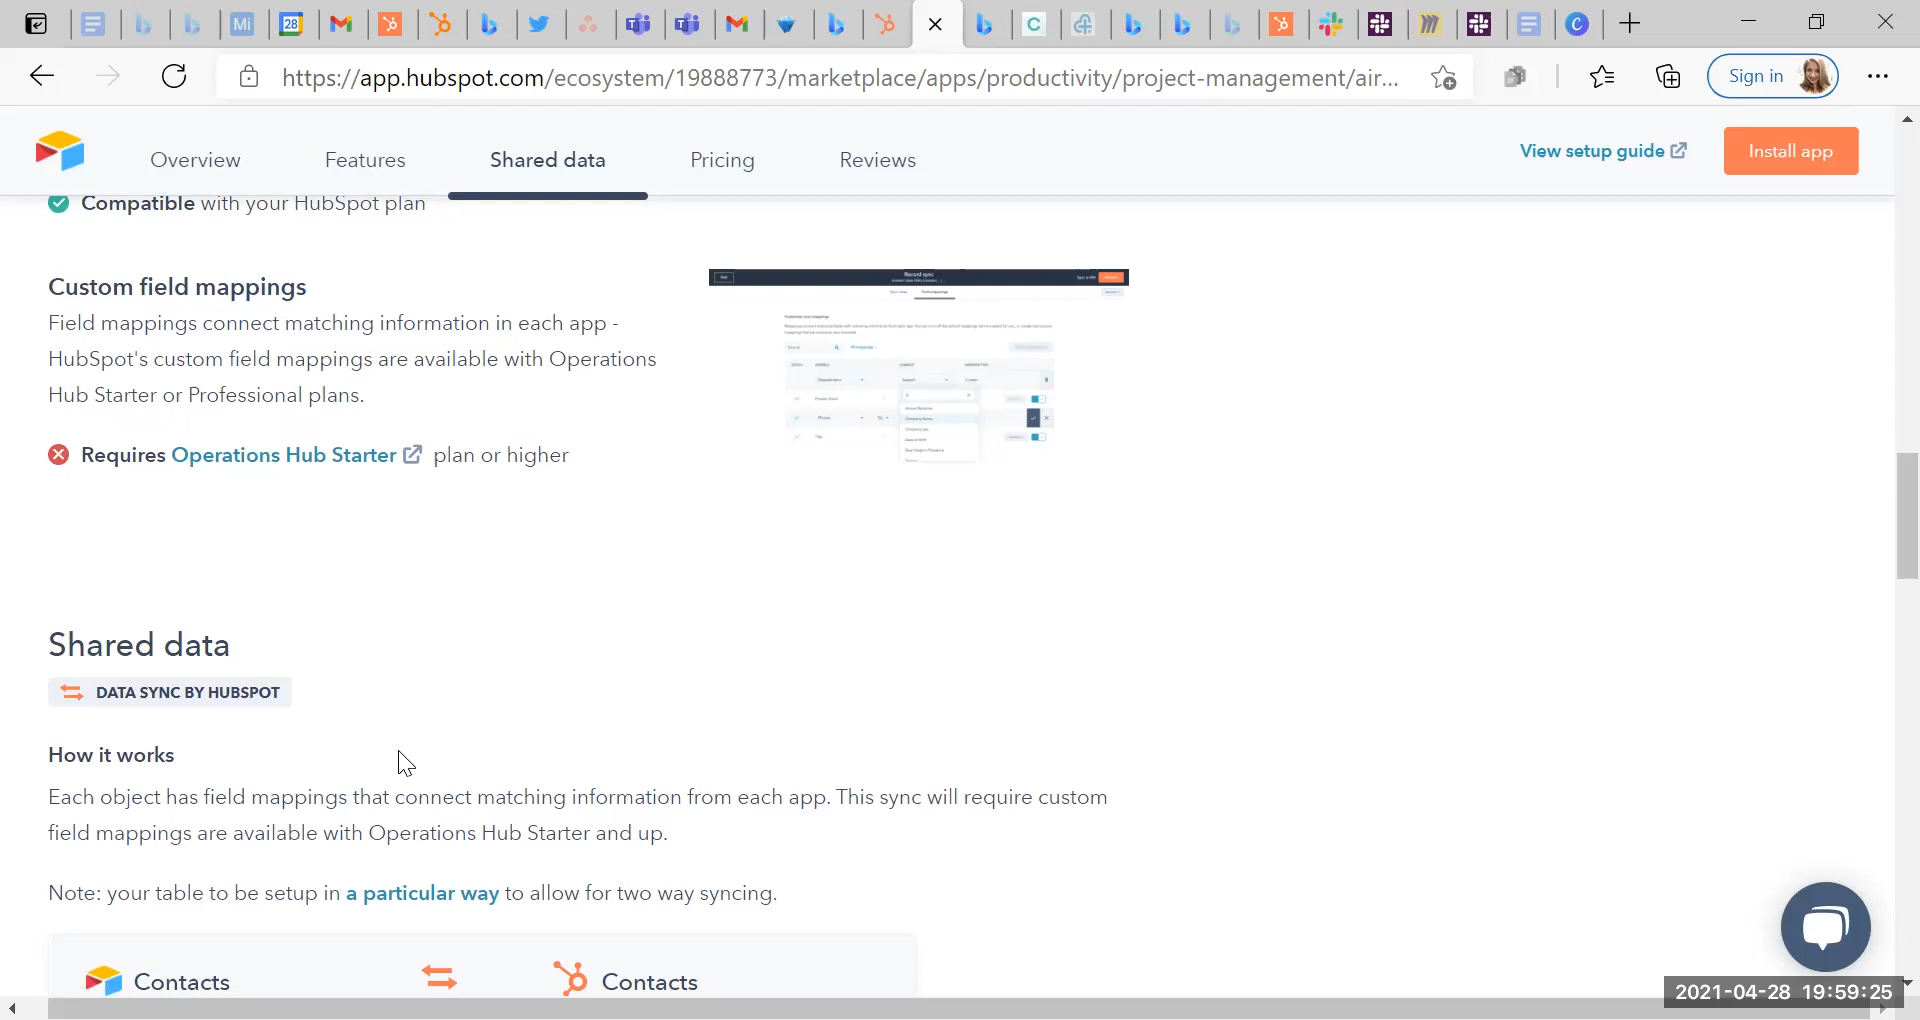 Mi
28
C
C
https://app.hubspot.com/ecosystem/19888773/marketplace/apps/productivity/project-management/air...
Sign in
Overview
Features
Shared data
Pricing
Reviews
View setup guide
Install app
Compatible with your HubSpot plan
Custom field mappings
Field mappings connect matching information in each app -
HubSpot's custom field mappings are available with Operations
Hub Starter or Professional plans.
Requires Operations Hub Starter plan or higher
Record sync
Shared data
DATA SYNC BY HUBSPOT
How it works
Each object has field mappings that connect matching information from each app. This sync will require custom
field mappings are available with Operations Hub Starter and up.
Note: your table to be setup in a particular way to allow for two way syncing.
Contacts
Contacts
2021-04-28 19:59:25